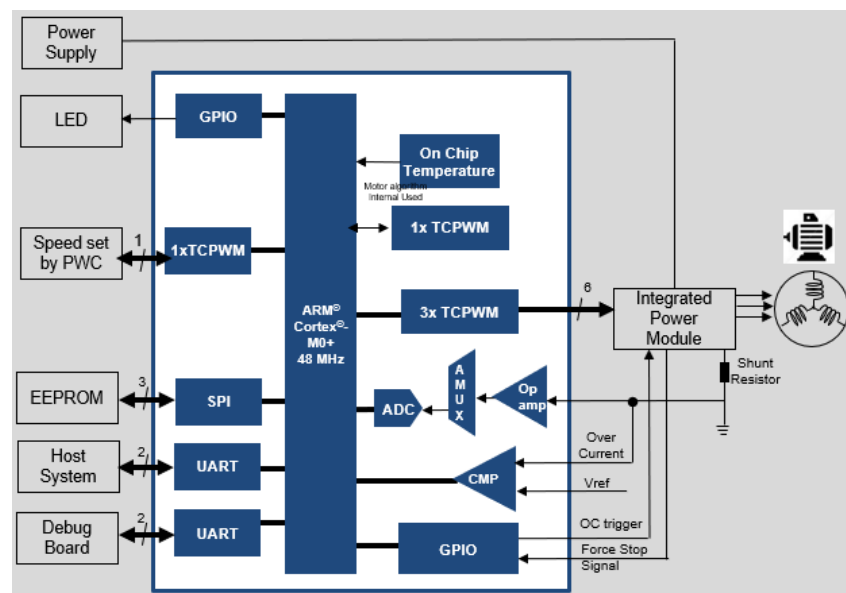 Power
Supply
LED
GPIO
On Chip
Temperature
Motor algorithm
Internal Used
Speed set
by PWC
1
1xTCPWM
1x TCPWM
ARM©
Cortex©-
M0+
48 MHz
3x TCPWM
6
Integrated
Power
Module
Shunt
Resistor
EEPROM
3
SPI
ADC
A
M
U
X
Op
amp
Host
System
2
UART
CMP
Over
Current
Vref
Debug
Board
2
UART
GPIO
OC trigger
Force Stop
Signal